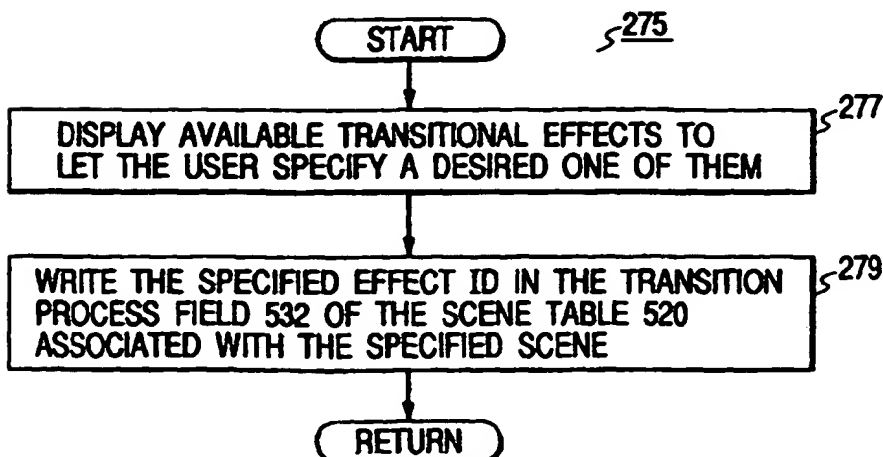 START
275
DISPLAY AVAILABLE TRANSITIONAL EFFECTS TO
LET THE USER SPECIFY A DESIRED ONE OF THEM
277
WRITE THE SPECIFIED EFFECT ID IN THE TRANSITION
PROCESS FIELD 532 OF THE SCENE TABLE 520
ASSOCIATED WITH THE SPECIFIED SCENE
279
RETURN